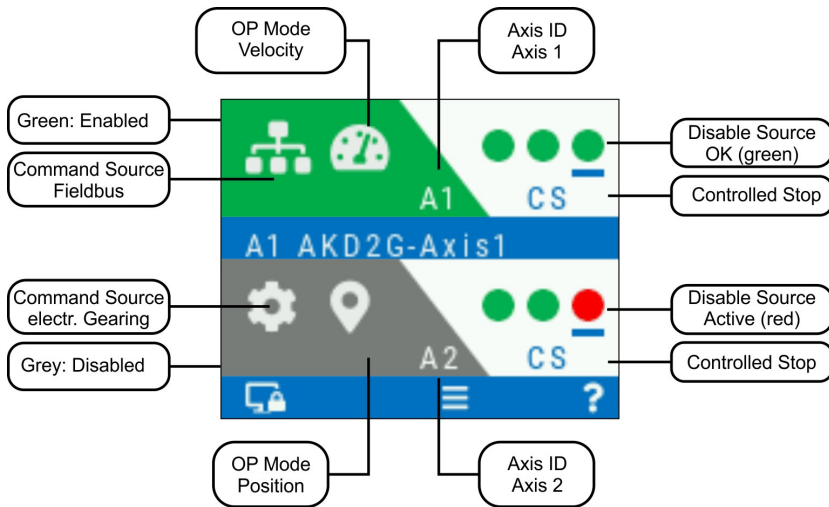 OP Mode
Velocity
Axis ID
Axis 1
Green: Enabled
Disable Source
OK (green)
Command Source
Fieldbus
A1
CS
Controlled Stop
A1 AKD2G-Axis1
Command Source
electr. Gearing
Disable Source
Active (red)
Grey: Disabled
A2
CS
Controlled Stop
?
OP Mode
Position
Axis ID
Axis 2